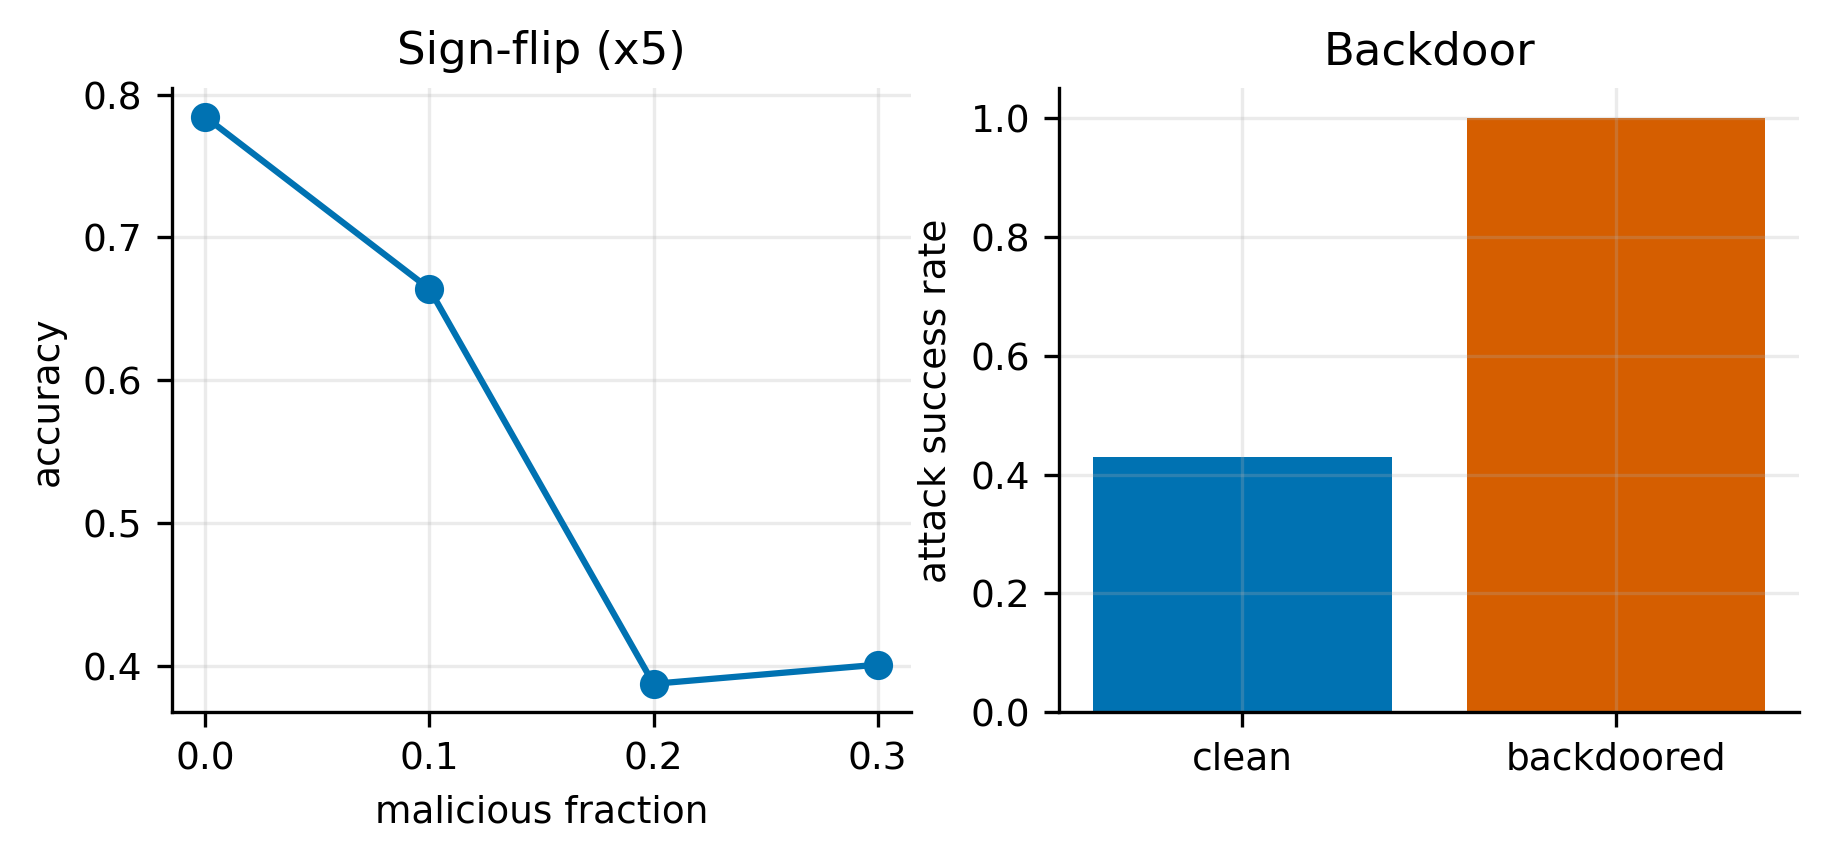 Sign-flip (x5)
accuracy
0.8
0.7
0.6
0.5
0.4
0.0 0.1 0.2 0.3
malicious fraction
Backdoor
attack success rate
1.0
0.8
0.6
0.4
0.2
0.0
clean backdoored